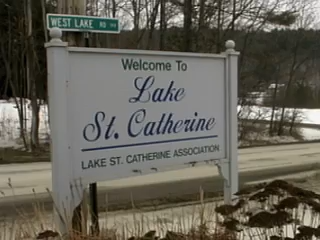 WEST LAKE RD
Welcome To
Lake
St. Catherine
LAKE ST. CATHERINE ASSOCIATION